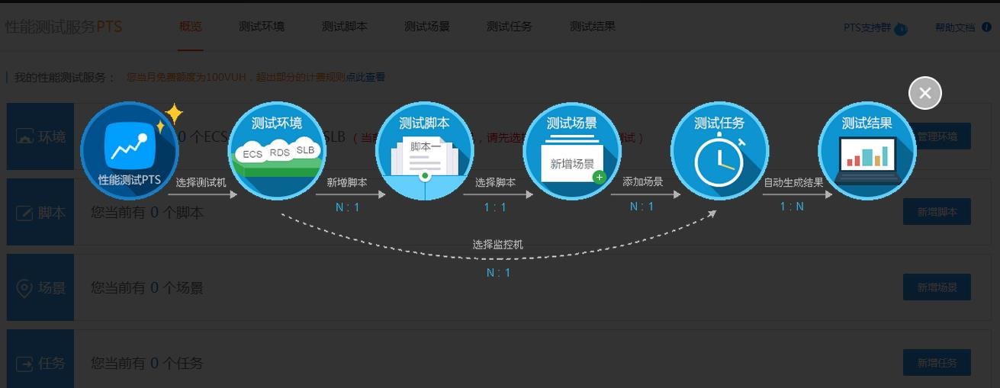 性能测试服务PTS
概览
测试环境
测试脚本
测试场景
测试任务
测试结果
PTS支持群
帮助文档
我的性能测试服务：
您当月免费额度为100VUH，超出部分的计费规则点此查看
环境
0 个ECS
SLB
管理环境
性能测试PTS
选择测试机
测试环境
ECS
RDS
SLB
新增脚本
N : 1
测试脚本
脚本一
选择脚本
1 : 1
测试场景
新增场景
添加场景
N : 1
测试任务
自动生成结果
1 : N
测试结果
选择监控机
N : 1
脚本
您当前有 0 个脚本
新增脚本
场景
您当前有 0 个场景
新增场景
任务
您当前有 0 个任务
新增任务